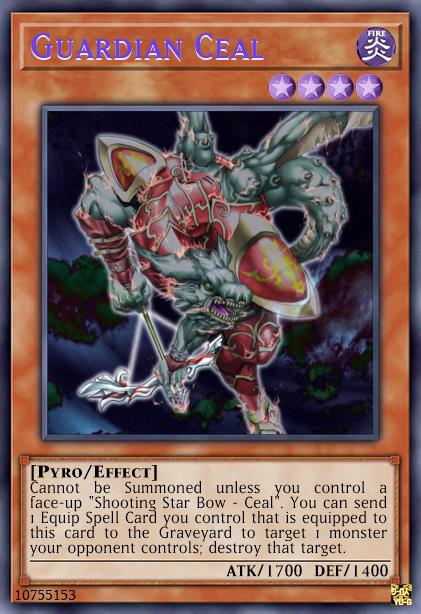 Guardian Ceal
FIRE
炎
[Pyro/Effect]
Cannot be Summoned unless you control a
face-up "Shooting Star Bow - Ceal". You can send
1 Equip Spell Card you control that is equipped to
this card to the Graveyard to target 1 monster
your opponent controls; destroy that target.
ATK/1700 DEF/1400
10755153